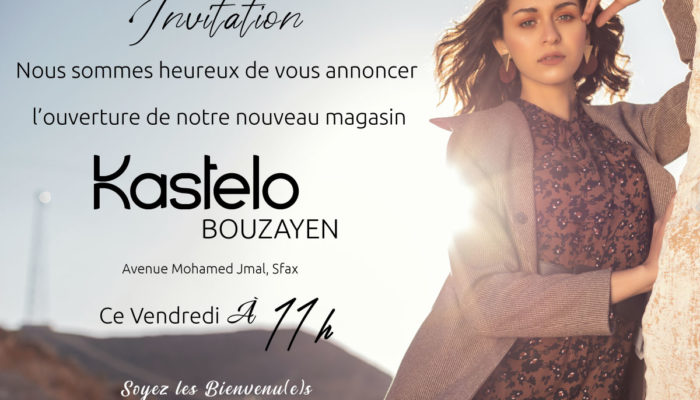 Invitation
Nous sommes heureux de vous annoncer
l'ouverture de notre nouveau magasin
Kastelo
BOUZAYEN
Avenue Mohamed Jmal, Sfax
Ce Vendredi À 11h
Soyez les Bienvenu(e)s